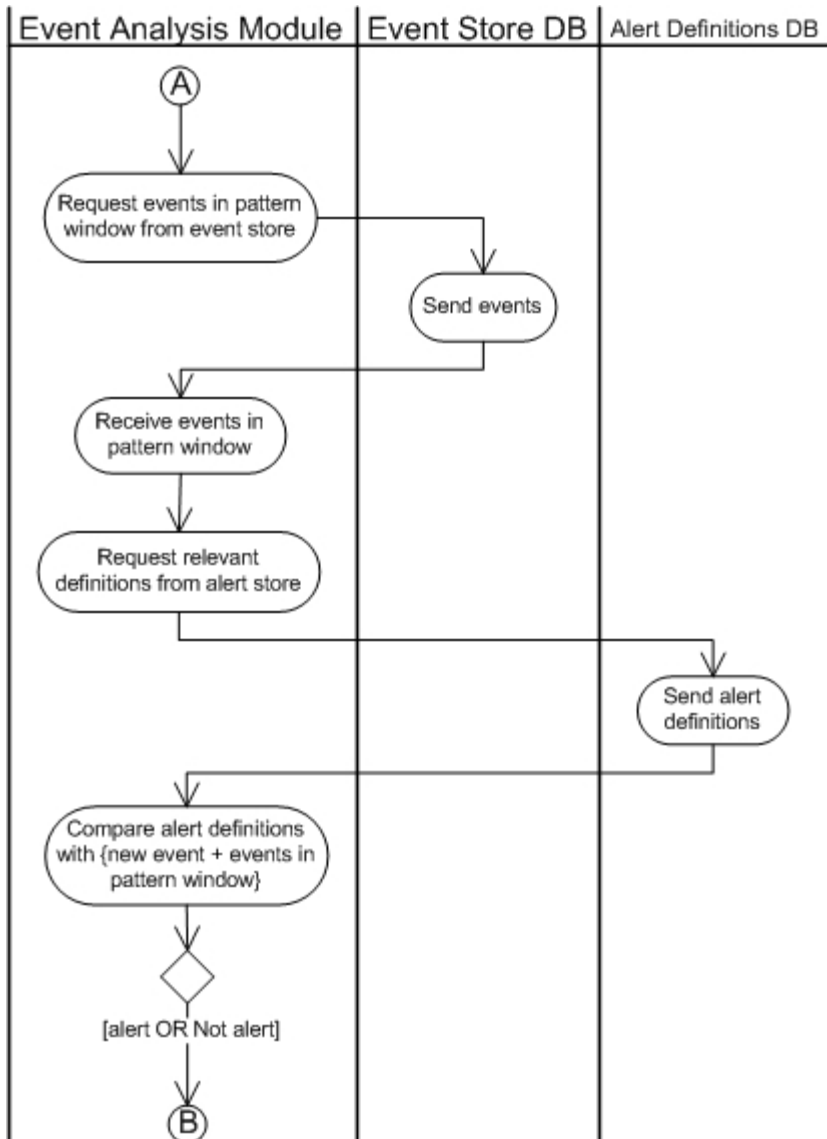 Event Analysis Module
Event Store DB
Alert Definitions DB
A
Request events in pattern
window from event store
Send events
Receive events in
pattern window
Request relevant
definitions from alert store
Send alert
definitions
Compare alert definitions
with {new event + events in
pattern window}
[alert OR Not alert]
B